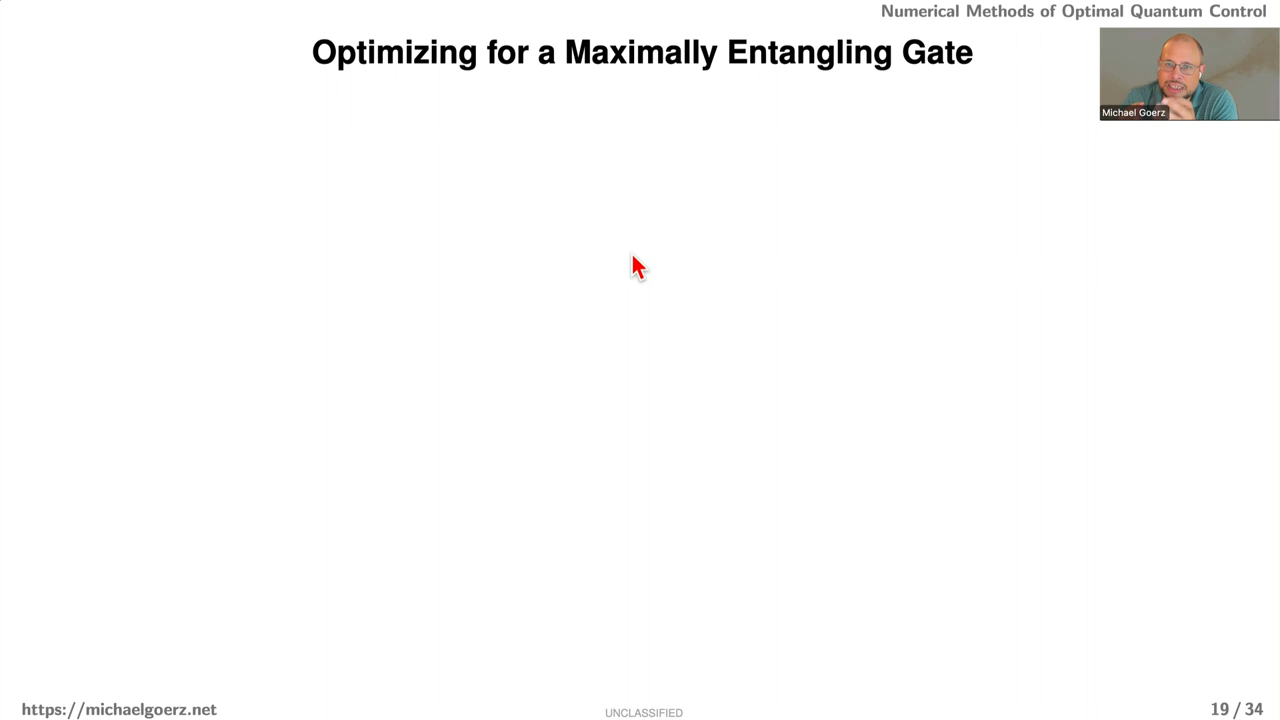 Numerical Methods of Optimal Quantum Control
Optimizing for a Maximally Entangling Gate
Michael Goerz
https://michaelgoerz.net
UNCLASSIFIED
19 / 34